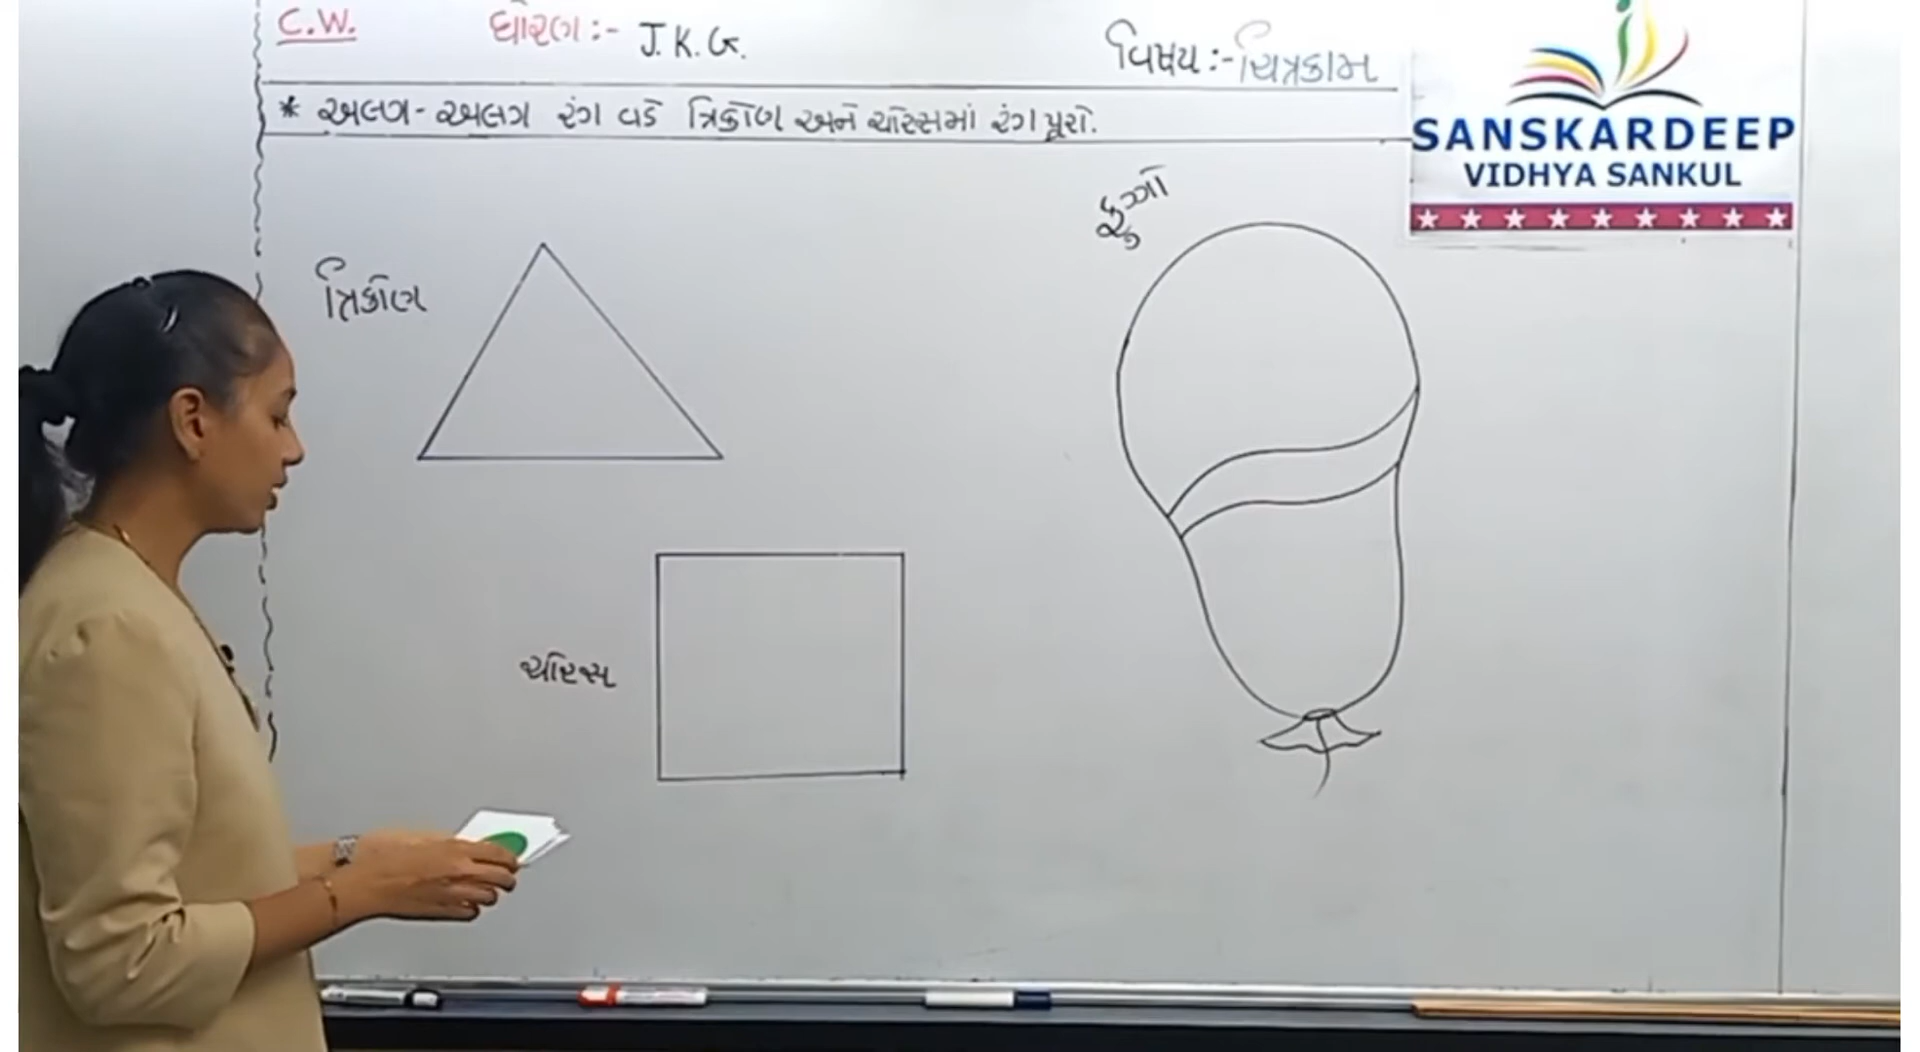 C.W. ધોરણ :- J.K.G. વિષય :- ચિત્રકામ
* અલગ - અલગ રંગ વડે ત્રિકોણ અને ચોરસમાં રંગ પૂરો.
SANSKARDEEP
VIDHYA SANKUL
ફુગ્ગો
ત્રિકોણ
ચોરસ